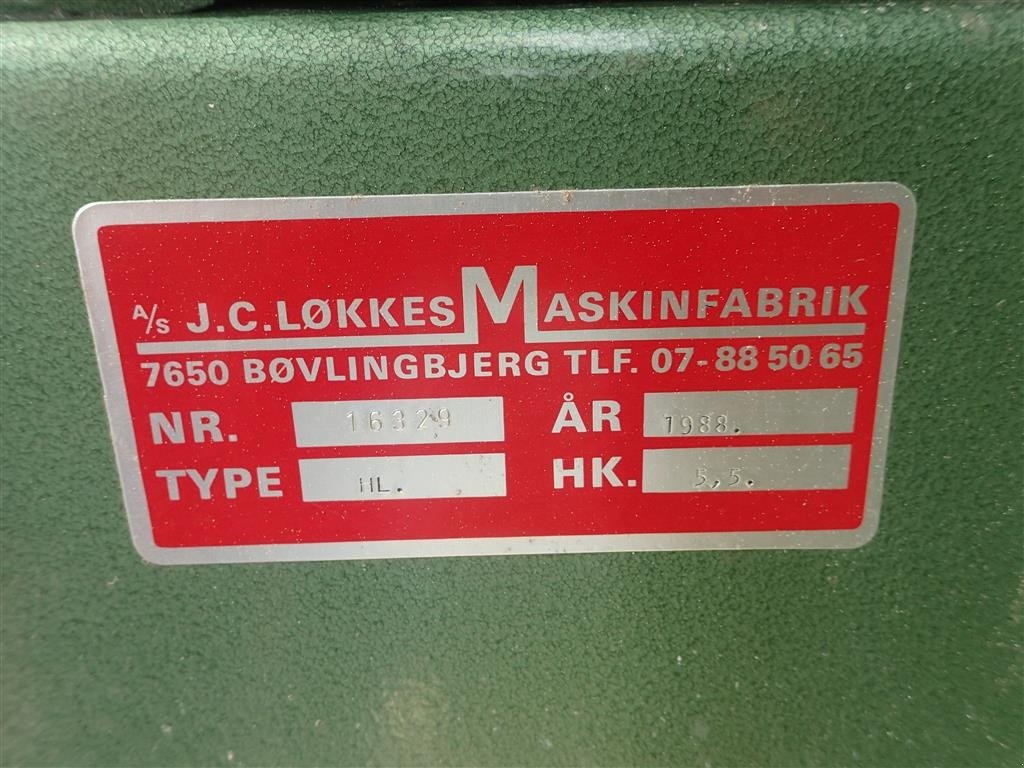 A/S J.C. LØKKES MASKINFABRIK
7650 BØVLINGBJERG TLF. 07-88 50 65
NR. 16329 ÅR 1988.
TYPE HL. HK. 5,5.